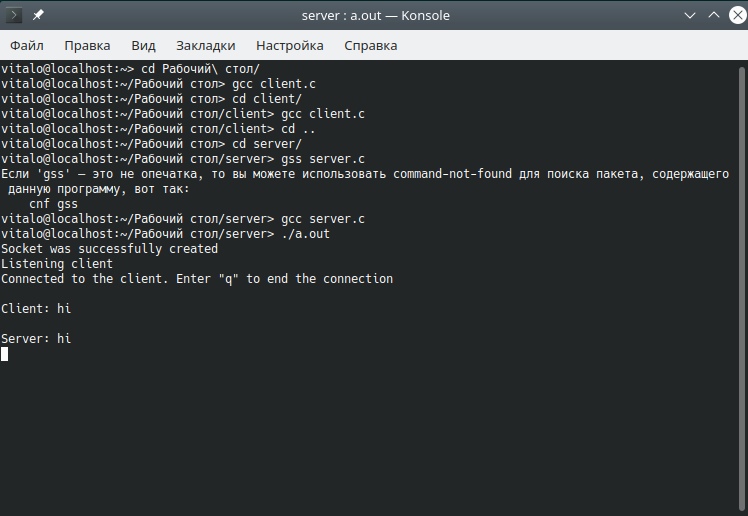 server : a.out — Konsole
Файл Правка Вид Закладки Настройка Справка
vitalo@localhost:~> cd Рабочий\ стол/
vitalo@localhost:~/Рабочий стол> gcc client.c
vitalo@localhost:~/Рабочий стол> cd client/
vitalo@localhost:~/Рабочий стол/client> gcc client.c
vitalo@localhost:~/Рабочий стол/client> cd ..
vitalo@localhost:~/Рабочий стол> cd server/
vitalo@localhost:~/Рабочий стол/server> gss server.c
Если 'gss' — это не опечатка, то вы можете использовать command-not-found для поиска пакета, содержащего
данную программу, вот так:
cnf gss
vitalo@localhost:~/Рабочий стол/server> gcc server.c
vitalo@localhost:~/Рабочий стол/server> ./a.out
Socket was successfully created
Listening client
Connected to the client. Enter "q" to end the connection
Client: hi
Server: hi